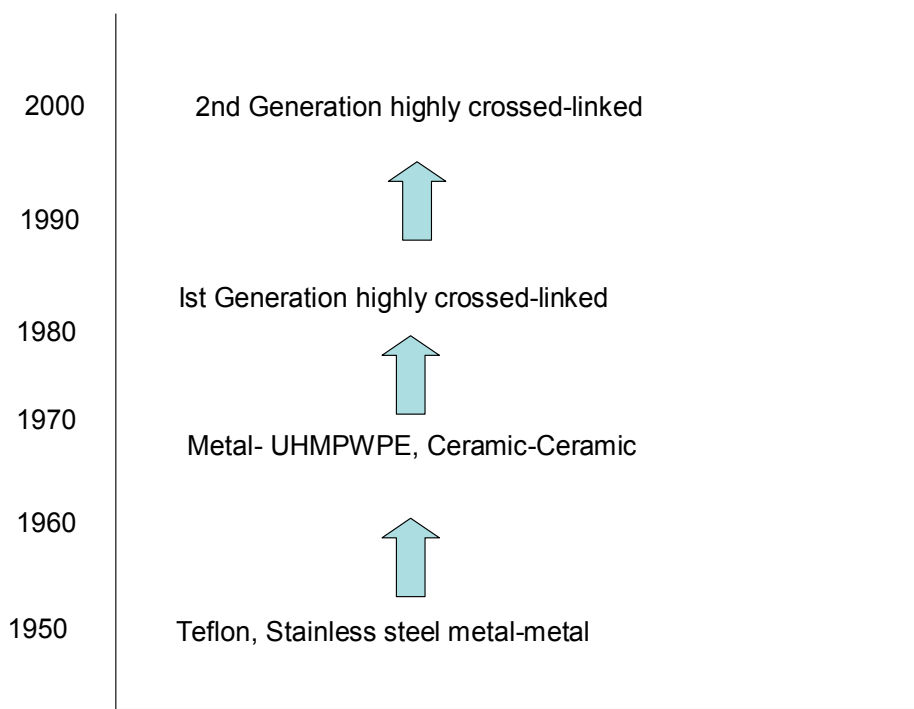 2000 2nd Generation highly crossed-linked
1990
Ist Generation highly crossed-linked
1980
1970
Metal- UHMPWPE, Ceramic-Ceramic
1960
1950 Teflon, Stainless steel metal-metal